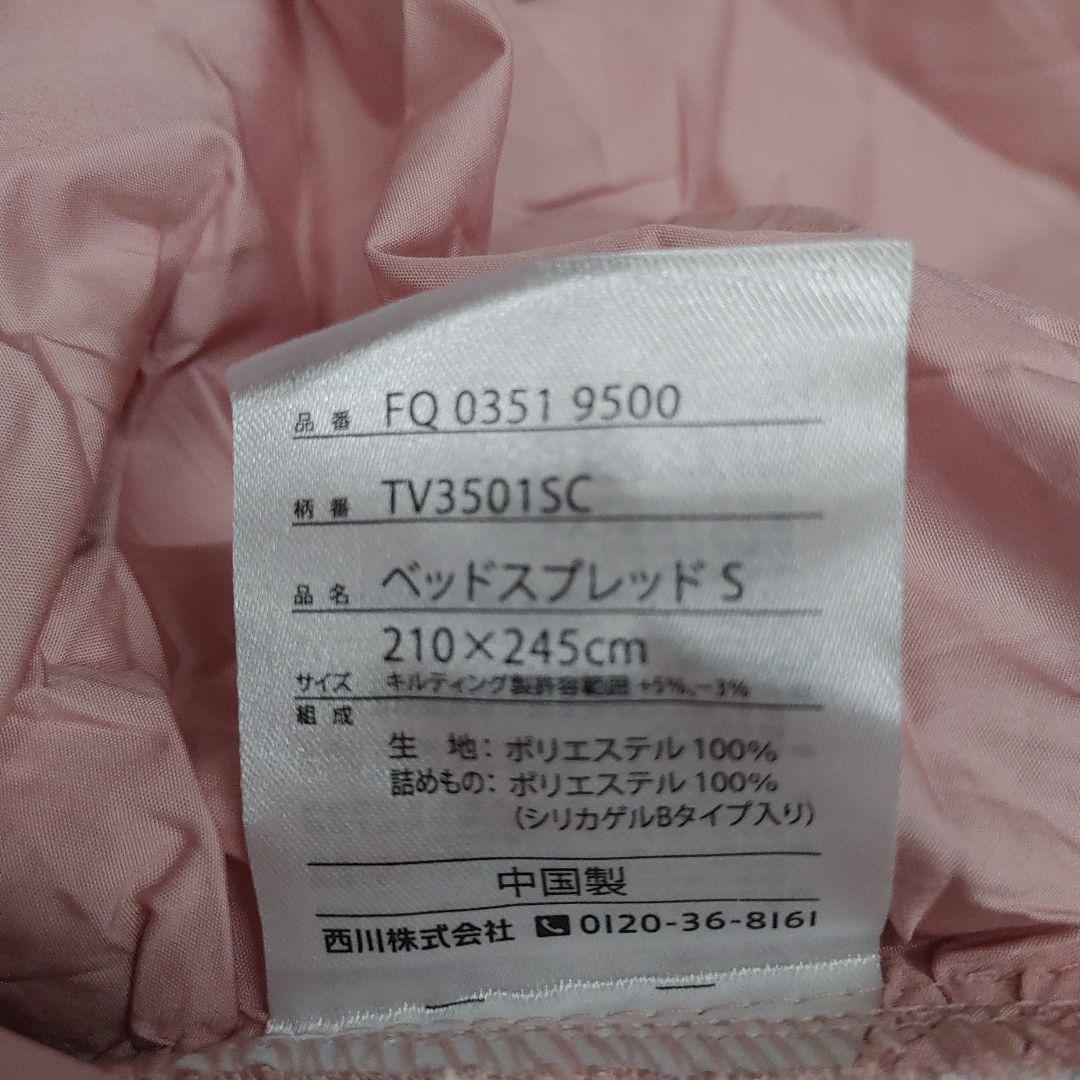 品番 FQ 0351 9500
柄番 TV3501SC
品名 ベッドスプレッド S
210×245cm
サイズ キルティング製許容範囲 +5%、-3%
組成
生 地: ポリエステル 100%
詰めもの: ポリエステル 100%
(シリカゲルBタイプ入り)
中国製
西川株式会社 0120-36-8161